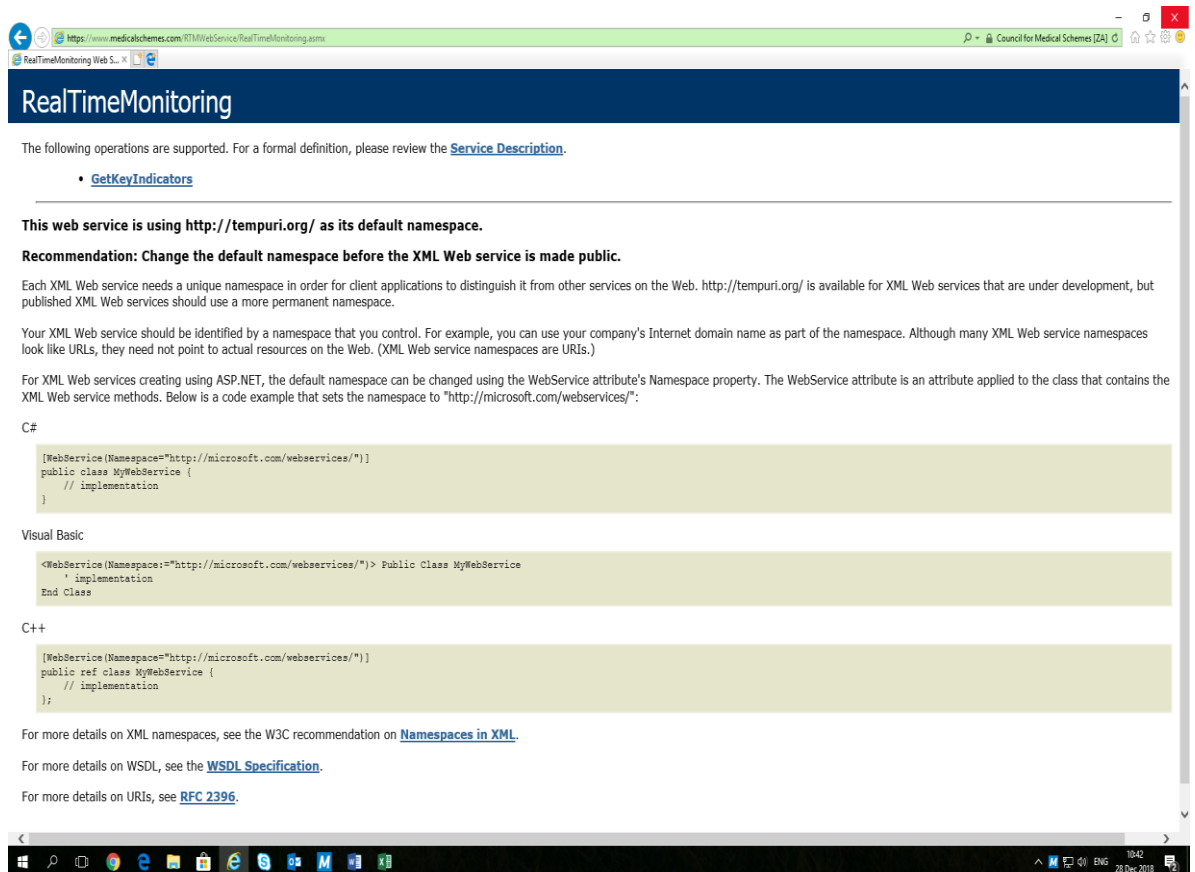 https://www.medicalschemes.com/RTMWebService/RealTimeMonitoring.asmx
Council for Medical Schemes [ZA]
RealTimeMonitoring Web S...
RealTimeMonitoring
The following operations are supported. For a formal definition, please review the Service Description.
• GetKeyIndicators
This web service is using http://tempuri.org/ as its default namespace.
Recommendation: Change the default namespace before the XML Web service is made public.
Each XML Web service needs a unique namespace in order for client applications to distinguish it from other services on the Web. http://tempuri.org/ is available for XML Web services that are under development, but
published XML Web services should use a more permanent namespace.
Your XML Web service should be identified by a namespace that you control. For example, you can use your company's Internet domain name as part of the namespace. Although many XML Web service namespaces
look like URLs, they need not point to actual resources on the Web. (XML Web service namespaces are URIs.)
For XML Web services creating using ASP.NET, the default namespace can be changed using the WebService attribute's Namespace property. The WebService attribute is an attribute applied to the class that contains the
XML Web service methods. Below is a code example that sets the namespace to "http://microsoft.com/webservices/":
C#
[WebService(Namespace="http://microsoft.com/webservices/")]
public class MyWebService {
// implementation
}
Visual Basic
<WebService(Namespace:="http://microsoft.com/webservices/")> Public Class MyWebService
' implementation
End Class
C++
[WebService(Namespace="http://microsoft.com/webservices/")]
public ref class MyWebService {
// implementation
};
For more details on XML namespaces, see the W3C recommendation on Namespaces in XML.
For more details on WSDL, see the WSDL Specification.
For more details on URIs, see RFC 2396.
ENG
10:42
28 Dec 2018